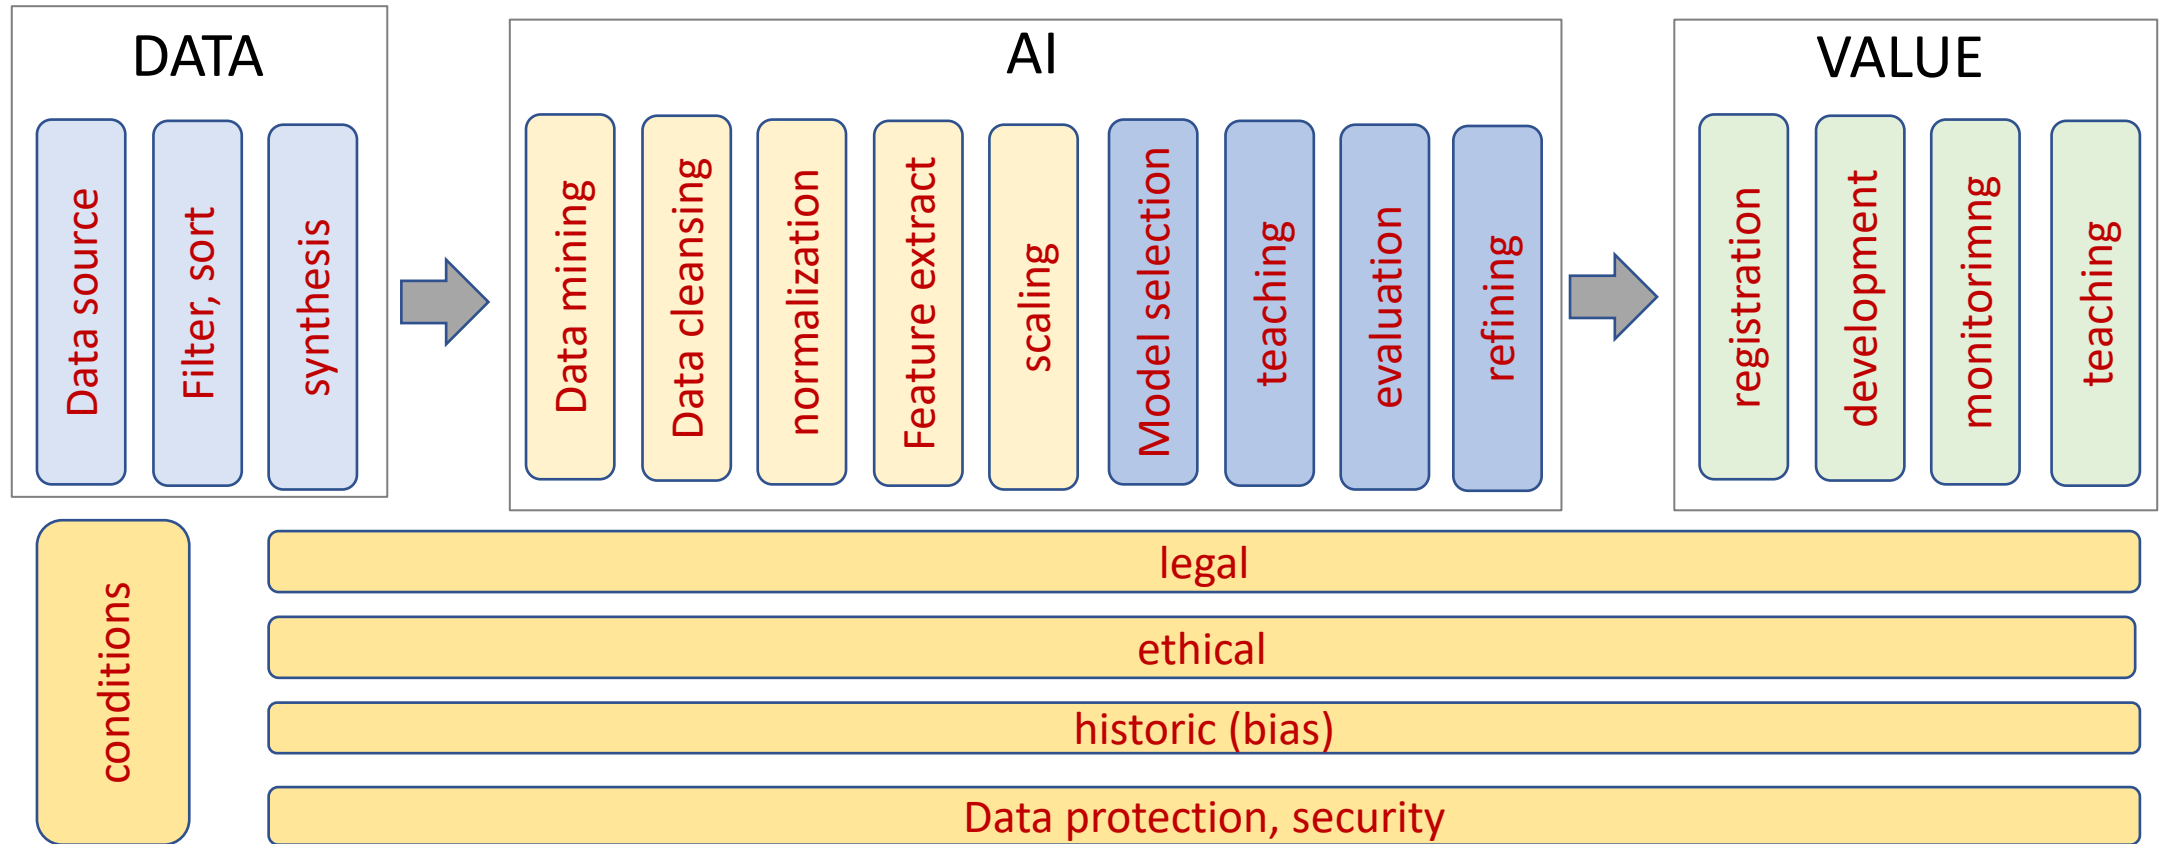 DATA
Data source
Filter, sort
synthesis
AI
Data mining
Data cleansing
normalization
Feature extract
scaling
Model selection
teaching
evaluation
refining
VALUE
registration
development
monitorimng
teaching
conditions
legal
ethical
historic (bias)
Data protection, security